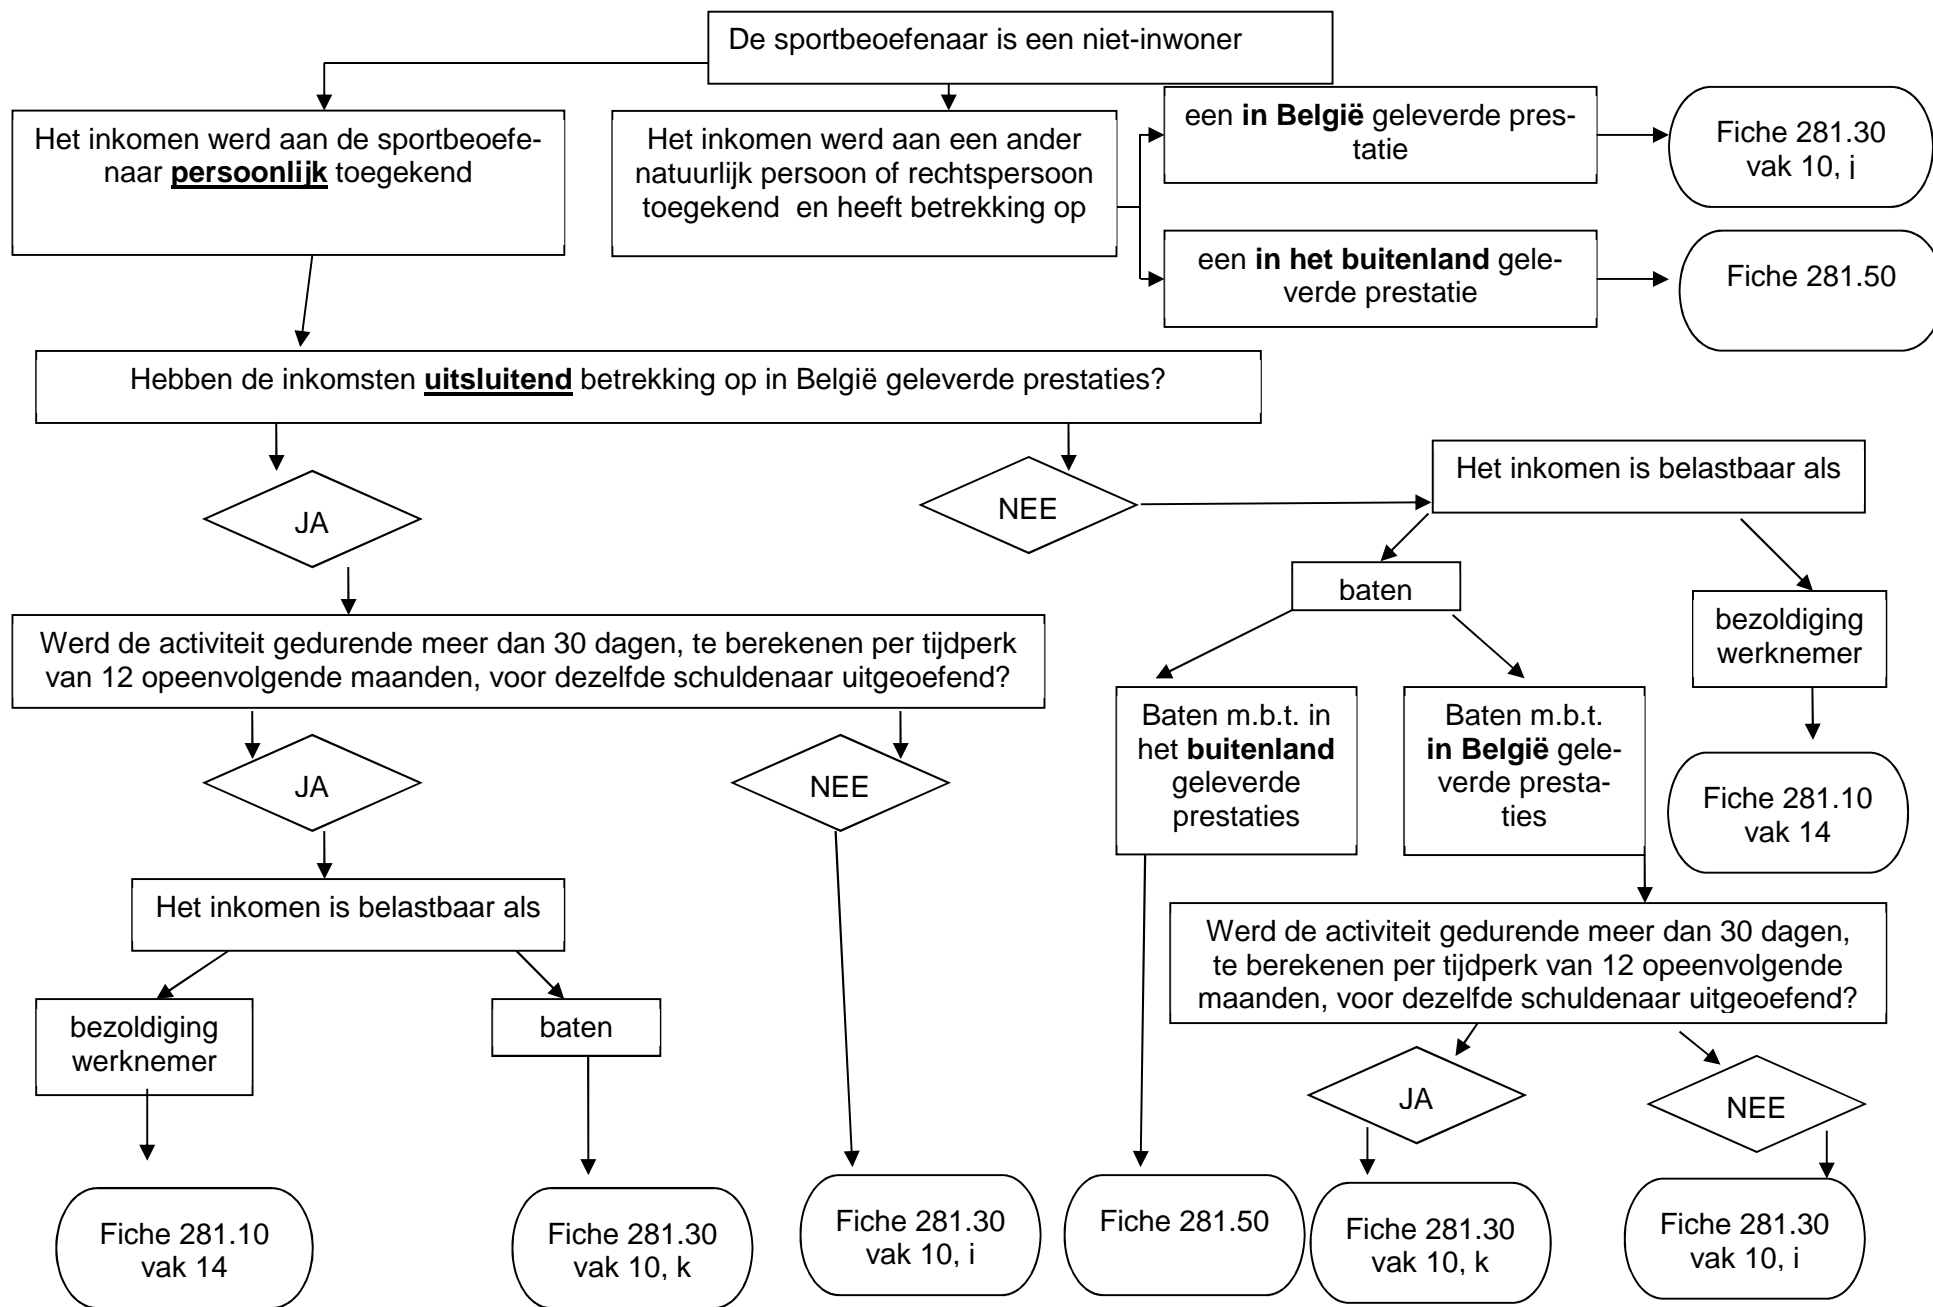 De sportbeoefenaar is een niet-inwoner
Het inkomen werd aan de sportbeoefe-
naar persoonlijk toegekend
Het inkomen werd aan een ander
natuurlijk persoon of rechtspersoon
toegekend en heeft betrekking op
een in België geleverde pres-
tatie
Fiche 281.30
vak 10, j
een in het buitenland gele-
verde prestatie
Fiche 281.50
Hebben de inkomsten uitsluitend betrekking op in België geleverde prestaties?
JA
NEE
Het inkomen is belastbaar als
baten
bezoldiging
werknemer
Werd de activiteit gedurende meer dan 30 dagen, te berekenen per tijdperk
van 12 opeenvolgende maanden, voor dezelfde schuldenaar uitgeoefend?
Baten m.b.t. in
het buitenland
geleverde
prestaties
Baten m.b.t.
in België gele-
verde presta-
ties
Fiche 281.10
vak 14
JA
NEE
Het inkomen is belastbaar als
Werd de activiteit gedurende meer dan 30 dagen,
te berekenen per tijdperk van 12 opeenvolgende
maanden, voor dezelfde schuldenaar uitgeoefend?
bezoldiging
werknemer
baten
JA
NEE
Fiche 281.10
vak 14
Fiche 281.30
vak 10, k
Fiche 281.30
vak 10, i
Fiche 281.50
Fiche 281.30
vak 10, k
Fiche 281.30
vak 10, i